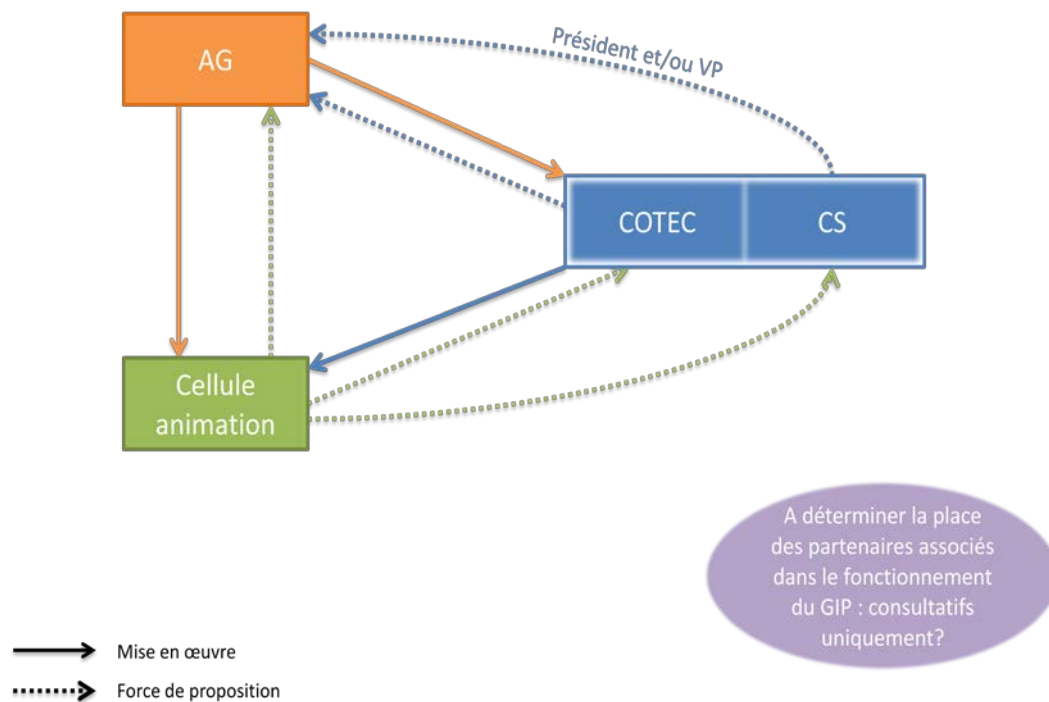 AG
Président et/ou VP
COTEC
CS
Cellule
animation
A déterminer la place
des partenaires associés
dans le fonctionnement
du GIP : consultatifs
uniquement?
Mise en œuvre
Force de proposition